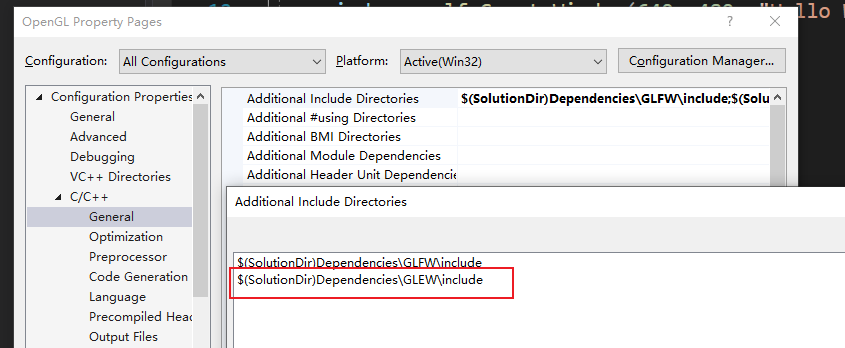 OpenGL Property Pages
?
Configuration: All Configurations Platform: Active(Win32) Configuration Manager...
Configuration Properties
General
Advanced
Debugging
VC++ Directories
C/C++
General
Optimization
Preprocessor
Code Generation
Language
Precompiled Head
Output Files
Additional Include Directories $(SolutionDir)Dependencies\GLFW\include;$(Solu
Additional #using Directories
Additional BMI Directories
Additional Module Dependencies
Additional Header Unit Dependencie
Additional Include Directories
$(SolutionDir)Dependencies\GLFW\include
$(SolutionDir)Dependencies\GLEW\include